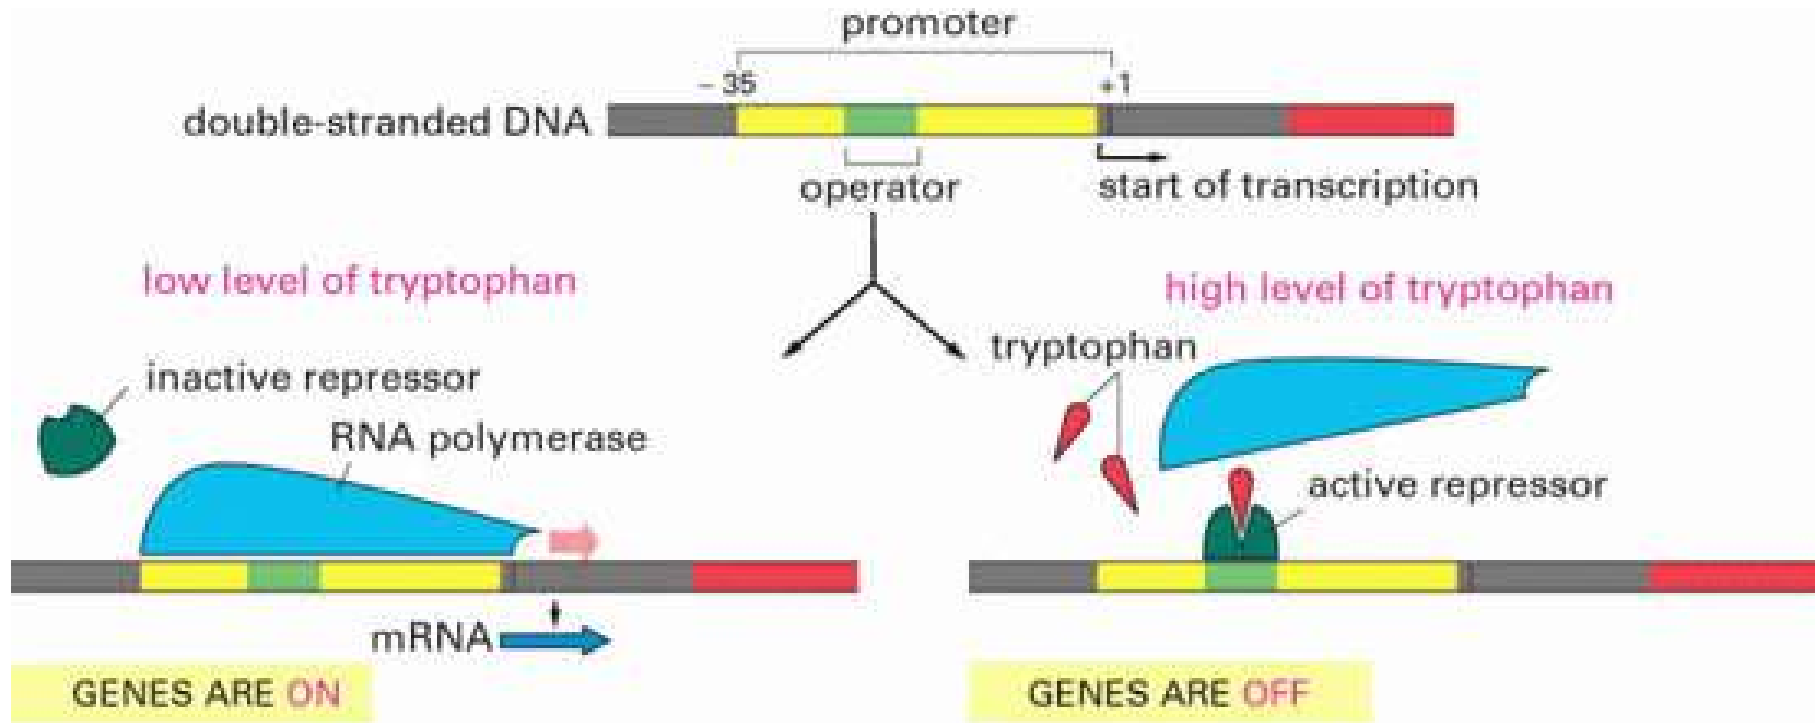 promoter
– 35
+1
double-stranded DNA
operator
start of transcription
low level of tryptophan
high level of tryptophan
inactive repressor
RNA polymerase
tryptophan
active repressor
mRNA
GENES ARE ON
GENES ARE OFF